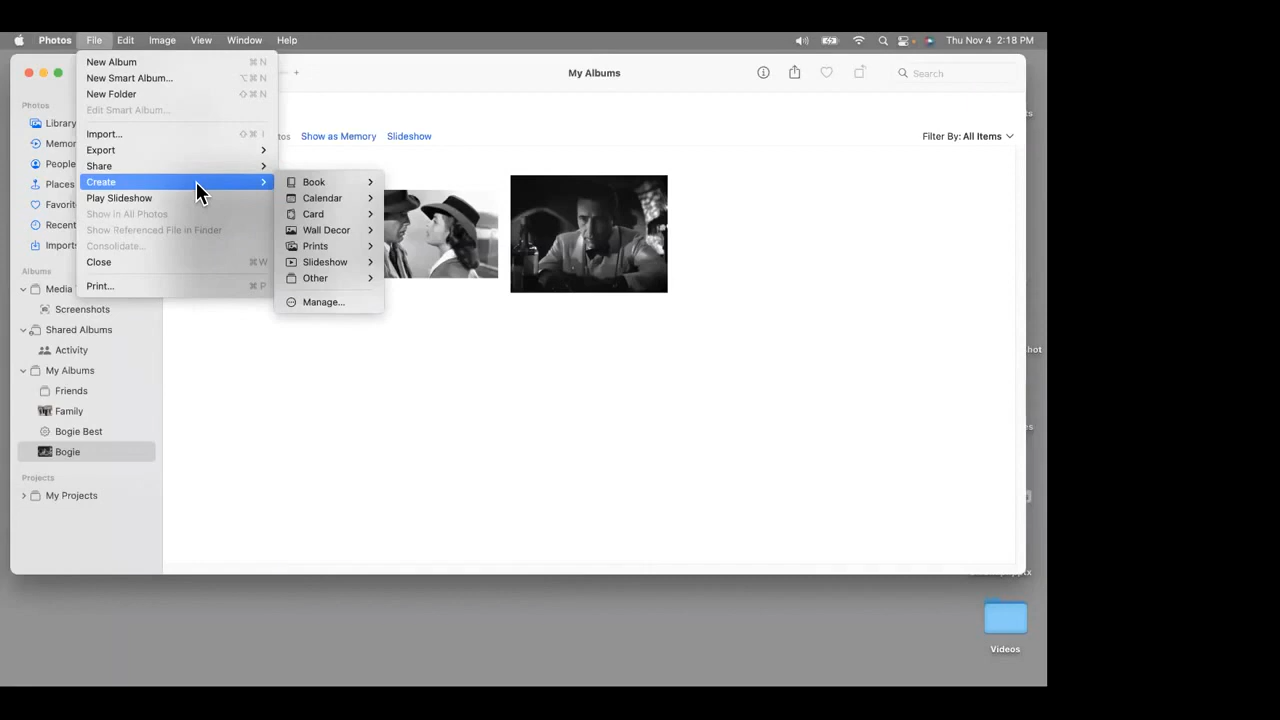 Photos File Edit Image View Window Help Thu Nov 4 2:18 PM
New Album ⌘ N
New Smart Album... ⌥⌘ N
New Folder ⇧⌘ N
Edit Smart Album...
Import... ⇧⌘ I
Export
Share
Create
Play Slideshow
Show in All Photos
Show Referenced File in Finder
Consolidate...
Close ⌘W
Print... ⌘ P
Book
Calendar
Card
Wall Decor
Prints
Slideshow
Other
Manage...
My Albums
Search
Show as Memory Slideshow
Filter By: All Items
Photos
Library
People
Places
Recent
Imports
Albums
Media
Screenshots
Shared Albums
Activity
My Albums
Friends
Family
Bogie Best
Bogie
Projects
My Projects
Videos